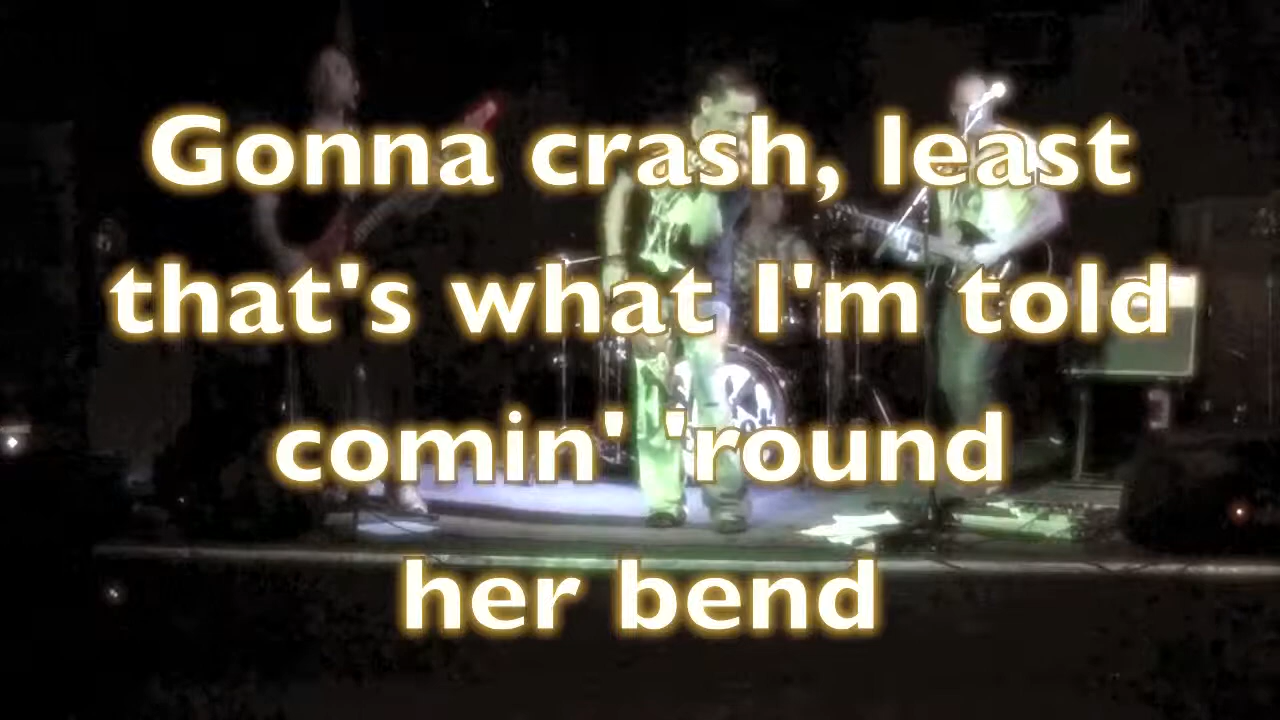 Gonna crash, least
that's what I'm told
comin' 'round
her bend